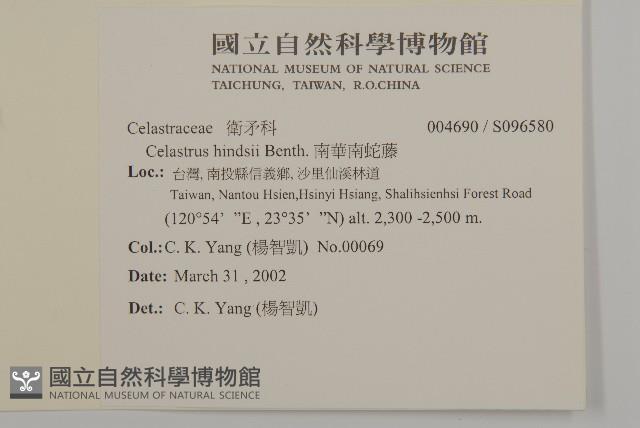 國立自然科學博物館
NATIONAL MUSEUM OF NATURAL SCIENCE
TAICHUNG, TAIWAN, R.O.CHINA
Celastraceae 衛矛科 004690 / S096580
Celastrus hindsii Benth. 南華南蛇藤
Loc.: 台灣, 南投縣信義鄉, 沙里仙溪林道
Taiwan, Nantou Hsien,Hsinyi Hsiang, Shalihsienhsi Forest Road
(120°54’ ”E , 23°35’ ”N) alt. 2,300 -2,500 m.
Col.: C. K. Yang (楊智凱) No.00069
Date: March 31 , 2002
Det.: C. K. Yang (楊智凱)
國立自然科學博物館
NATIONAL MUSEUM OF NATURAL SCIENCE